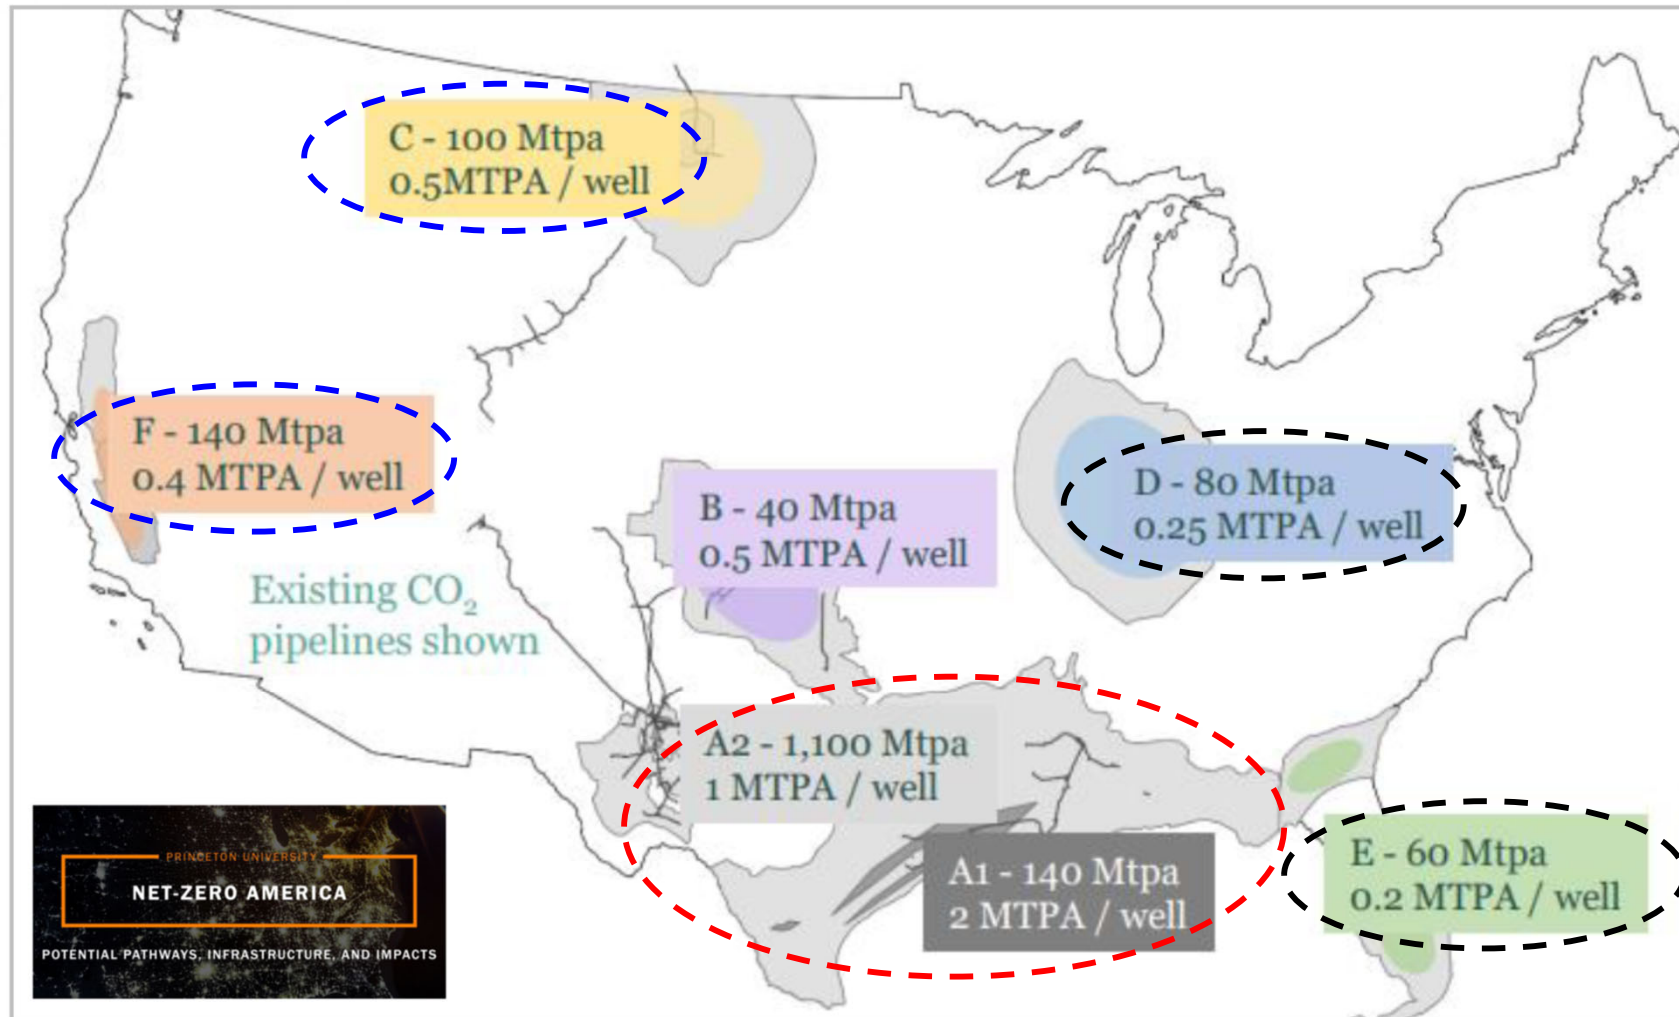 C - 100 Mtpa
0.5MTPA / well
F - 140 Mtpa
0.4 MTPA / well
B - 40 Mtpa
0.5 MTPA / well
D - 80 Mtpa
0.25 MTPA / well
Existing CO₂
pipelines shown
A2 - 1,100 Mtpa
1 MTPA / well
A1 - 140 Mtpa
2 MTPA / well
E - 60 Mtpa
0.2 MTPA / well
PRINCETON UNIVERSITY
NET-ZERO AMERICA
POTENTIAL PATHWAYS, INFRASTRUCTURE, AND IMPACTS